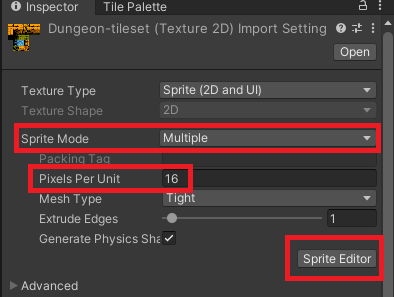 Inspector
Tile Palette
Dungeon-tileset (Texture 2D) Import Setting
Open
Texture Type Sprite (2D and UI)
Texture Shape 2D
Sprite Mode Multiple
Packing Tag
Pixels Per Unit 16
Mesh Type Tight
Extrude Edges 1
Generate Physics Sha
Sprite Editor
Advanced